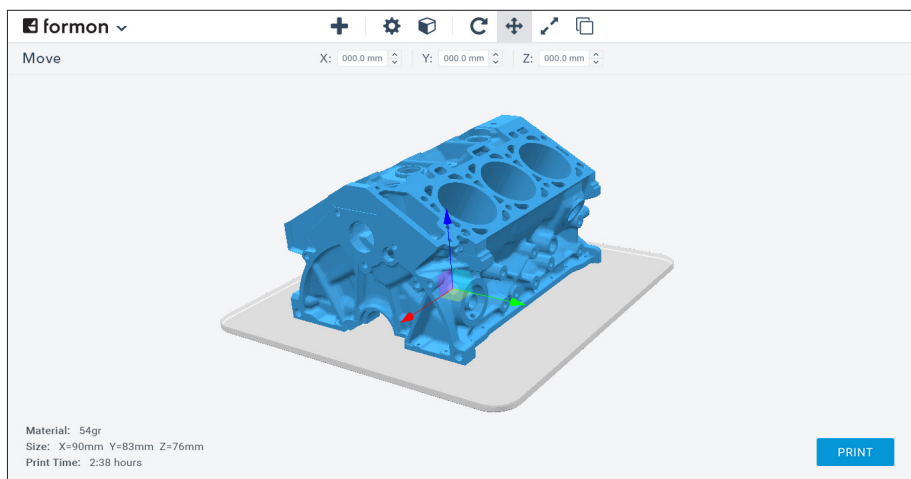 formon
Move X: 000.0 mm Y: 000.0 mm Z: 000.0 mm
Material: 54gr
Size: X=90mm Y=83mm Z=76mm
Print Time: 2:38 hours
PRINT